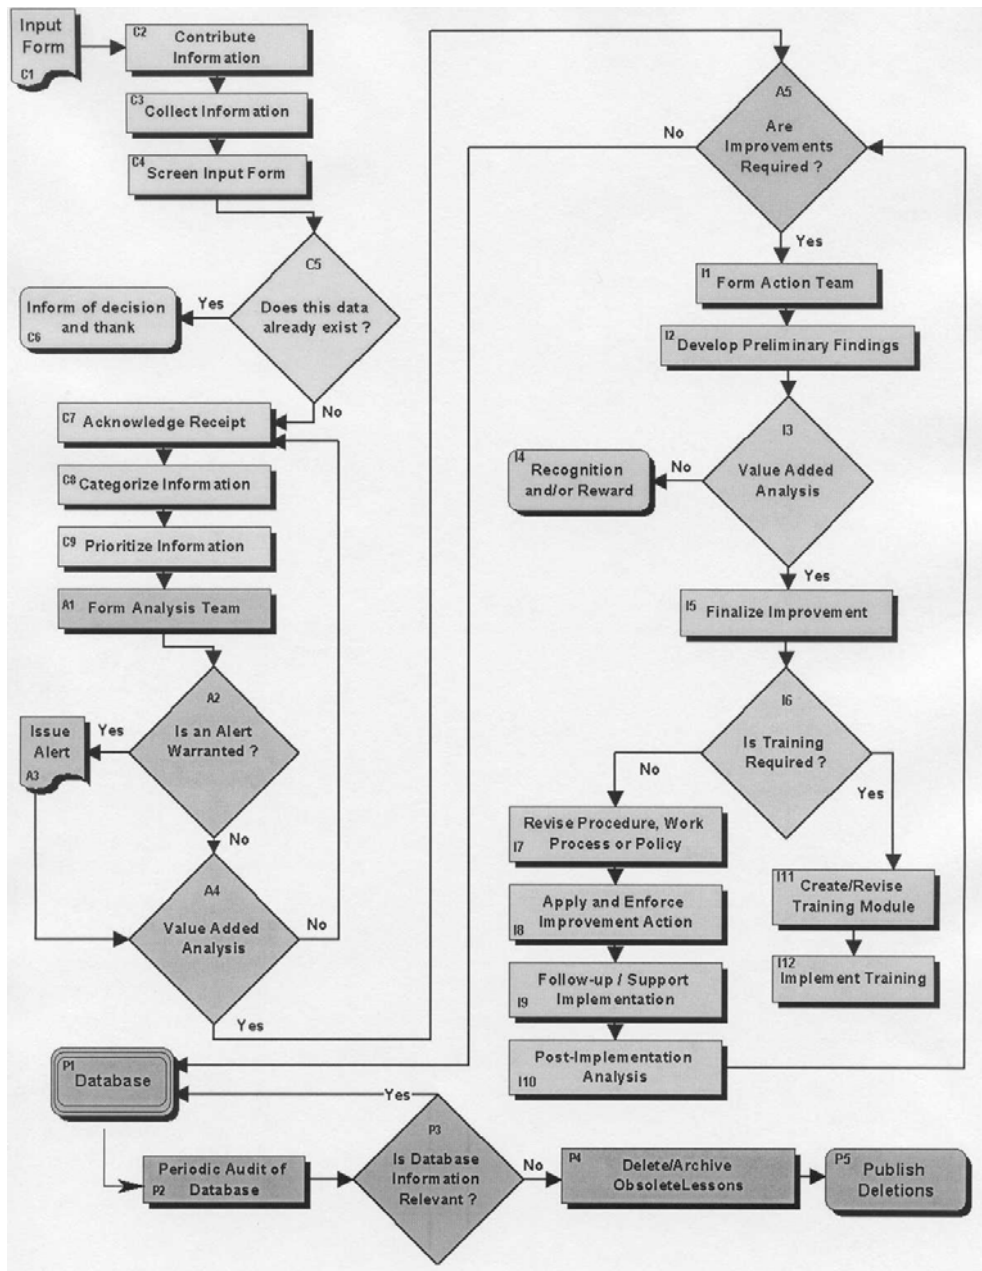 Input
Form
C1
C2
Contribute
Information
C3
Collect Information
C4
Screen Input Form
C5
Does this data
already exist ?
Yes
Inform of decision
and thank
C6
No
C7
Acknowledge Receipt
C8
Categorize Information
C9
Prioritize Information
A1
Form Analysis Team
A2
Is an Alert
Warranted ?
Yes
Issue
Alert
A3
No
A4
Value Added
Analysis
No
Yes
A5
Are
Improvements
Required ?
No
Yes
I1
Form Action Team
I2
Develop Preliminary Findings
I3
Value Added
Analysis
No
I4
Recognition
and/or Reward
Yes
I5
Finalize Improvement
I6
Is Training
Required ?
No
Yes
Revise Procedure, Work
Process or Policy
I7
Apply and Enforce
Improvement Action
I8
Follow-up / Support
Implementation
I9
Post-Implementation
Analysis
I10
I11
Create/Revise
Training Module
I12
Implement Training
P1
Database
Yes
Periodic Audit of
Database
P2
P3
Is Database
Information
Relevant ?
No
P4
Delete/Archive
ObsoleteLessons
P5
Publish
Deletions